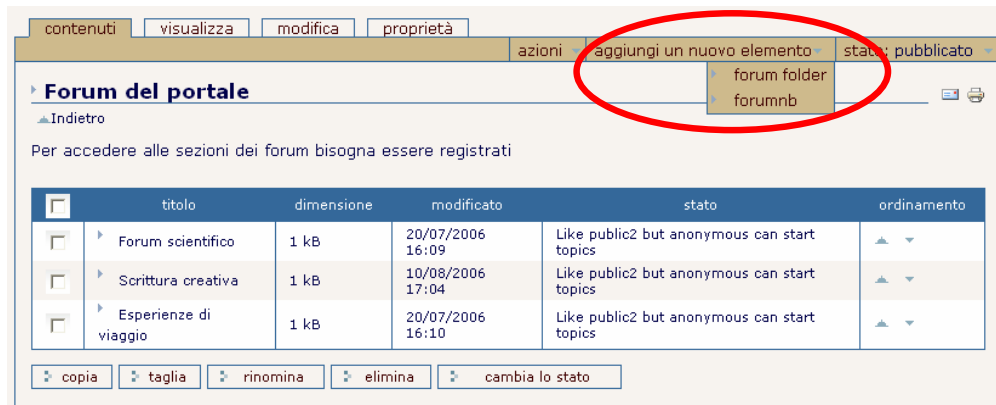 contenuti visualizza modifica proprietà
azioni aggiungi un nuovo elemento stato: pubblicato
forum folder
forumnb
Forum del portale
Indietro
Per accedere alle sezioni dei forum bisogna essere registrati
titolo dimensione modificato stato ordinamento
Forum scientifico 1 kB 20/07/2006 16:09 Like public2 but anonymous can start topics
Scrittura creativa 1 kB 10/08/2006 17:04 Like public2 but anonymous can start topics
Esperienze di viaggio 1 kB 20/07/2006 16:10 Like public2 but anonymous can start topics
copia taglia rinomina elimina cambia lo stato